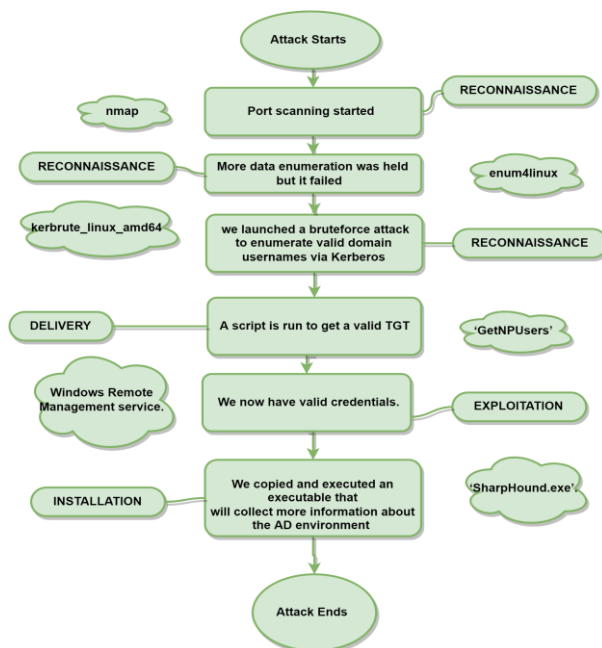 Attack Starts
Port scanning started
RECONNAISSANCE
nmap
RECONNAISSANCE
More data enumeration was held
but it failed
enum4linux
kerbrute_linux_amd64
we launched a bruteforce attack
to enumerate valid domain
usernames via Kerberos
RECONNAISSANCE
DELIVERY
A script is run to get a valid TGT
‘GetNPUsers’
Windows Remote
Management service.
We now have valid credentials.
EXPLOITATION
INSTALLATION
We copied and executed an
executable that
will collect more information about
the AD environment
‘SharpHound.exe’.
Attack Ends